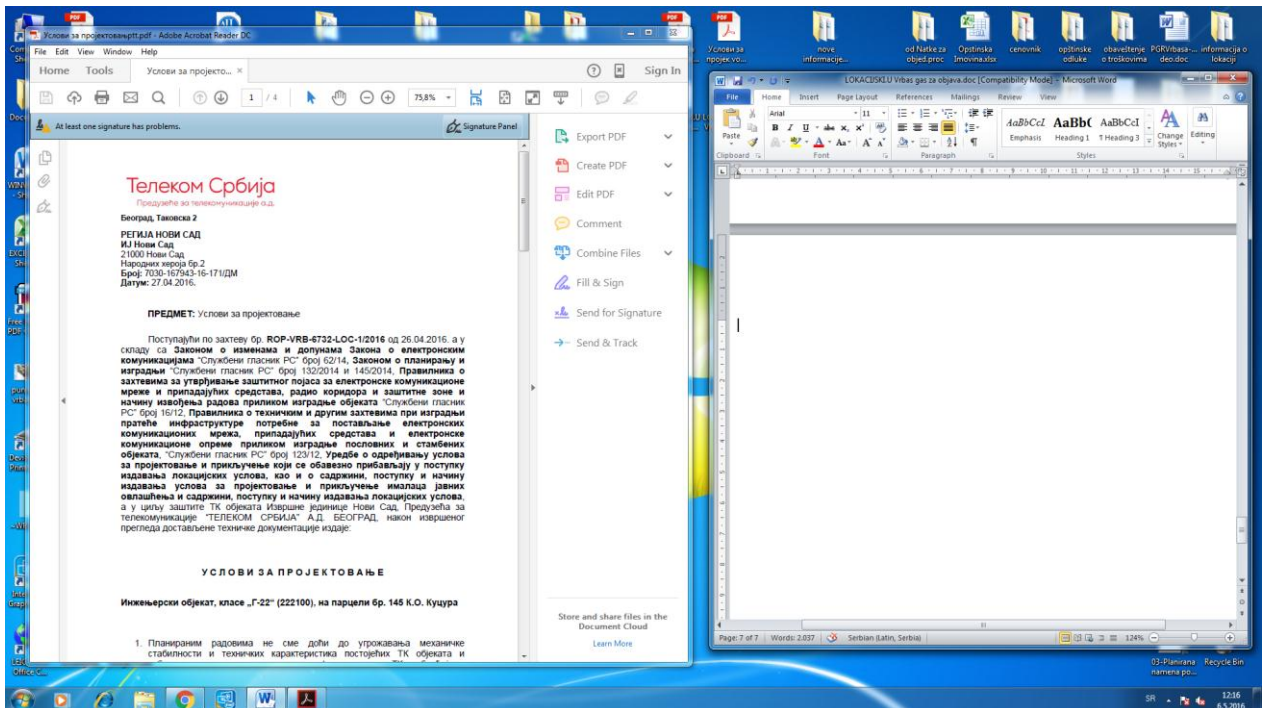 Услови за пројектовањptt.pdf - Adobe Acrobat Reader DC
File Edit View Window Help
Home Tools Услови за пројекто... ×
Sign In
1 / 4
75,8%
At least one signature has problems.
Signature Panel
Export PDF
Create PDF
Edit PDF
Comment
Combine Files
Fill & Sign
Send for Signature
Send & Track
Store and share files in the
Document Cloud
Learn More
Телеком Србија
Предузеће за телекомуникације а.д.
Београд, Таковска 2
РЕГИЈА НОВИ САД
ИЈ Нови Сад
21000 Нови Сад
Народних хероја бр.2
Број: 7030-167943-16-171/ДМ
Датум: 27.04.2016.
ПРЕДМЕТ: Услови за пројектовање
Поступајући по захтеву бр. ROP-VRB-6732-LOC-1/2016 од 26.04.2016. а у
складу са Законом о изменама и допунама Закона о електронским
комуникацијама "Службени гласник РС" број 62/14, Законом о планирању и
изградњи "Службени гласник РС" број 132/2014 и 145/2014, Правилника о
захтевима за утврђивање заштитног појаса за електронске комуникационе
мреже и припадајућих средстава, радио коридора и заштитне зоне и
начину извођења радова приликом изградње објеката "Службени гласник
РС" број 16/12, Правилника о техничким и другим захтевима при изградњи
пратеће инфраструктуре потребне за постављање електронских
комуникационих мрежа, припадајућих средстава и електронске
комуникационе опреме приликом изградње пословних и стамбених
објеката, "Службени гласник РС" број 123/12, Уредбе о одређивању услова
за пројектовање и прикључење који се обавезно прибављају у поступку
издавања локацијских услова, као и о садржини, поступку и начину
издавања услова за пројектовање и прикључење ималаца јавних
овлашћења и садржини, поступку и начину издавања локацијских услова,
а у циљу заштите ТК објеката Извршне јединице Нови Сад, Предузећа за
телекомуникације "ТЕЛЕКОМ СРБИЈА" А.Д. БЕОГРАД, након извршеног
прегледа достављене техничке документације издаје:
У С Л О В И З А П Р О Ј Е К Т О В А Њ Е
Инжењерски објекат, класе „Г-22“ (222100), на парцели бр. 145 К.О. Куцура
1. Планираним радовима не сме доћи до угрожавања механичке
стабилности и техничких карактеристика постојећих ТК објеката и
Услови за
пројек.vo...
nove
informacije...
od Natke za
objed.proc
Opstinska
Imovina.xlsx
cenovnik
opštinske
odluke
obaveštenje
o troškovima
PGRVrbasa-...
deo.doc
informacija o
lokaciji
LOKACIJSKI.U Vrbas gas za objava.doc [Compatibility Mode] - Microsoft Word
File Home Insert Page Layout References Mailings Review View
Paste
Arial 11
AaBbCcI AaBb( AaBbCcI
Emphasis Heading 1 Heading 3
Change
Styles
Editing
Clipboard Font Paragraph Styles
Page: 7 of 7 Words: 2.037 Serbian (Latin, Serbia) 124%
03-Planirana
namena po...
Recycle Bin
SR 12:16
6.5.2016